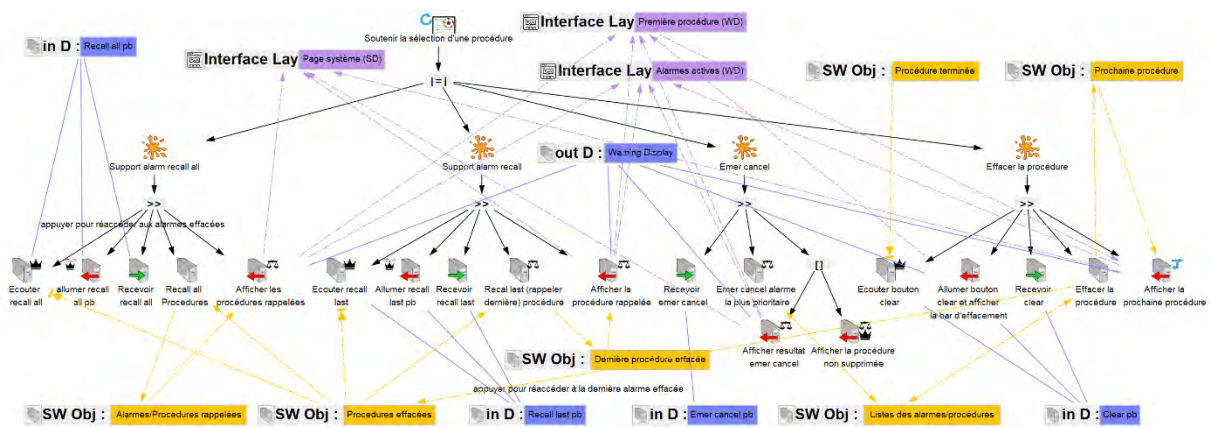 Interface Lay Première procédure (WD)
Soutenir la sélection d'une procédure
in D : Recall all pb
Interface Lay Page système (SD)
Interface Lay Alarmes actives (WD)
SW Obj : Procédure terminée
SW Obj : Prochaine procédure
|=|
out D : Warning Display
Support alarm recall all
Support alarm recall
Emer cancel
Effacer la procédure
>>
>>
>>
>>
appuyer pour réaccéder aux alarmes effacées
[]
Ecouter
recall all
allumer recall
all pb
Recevoir
recall all
Recall all
Procedures
Afficher les
procédures rappelées
Ecouter recall
last
Allumer recall
last pb
Recevoir
recall last
Recal last (rappeler
dernière) procédure
Afficher la
procédure rappelée
Recevoir
emer cancel
Emer cancel alarme
la plus prioritaire
Ecouter bouton
clear
Allumer bouton
clear et afficher
la bar d'effacement
Recevoir
clear
Effacer la
procédure
Afficher la
prochaine procédure
Afficher résultat
emer cancel
Afficher la procédure
non supprimée
SW Obj : Dernière procédure effacée
appuyer pour réaccéder à la dernière alarme effacée
SW Obj : Alarmes/Procedures rappelées
SW Obj : Procedures effacées
in D : Recall last pb
in D : Emer cancel pb
SW Obj : Listes des alarmes/procédures
in D : Clear pb